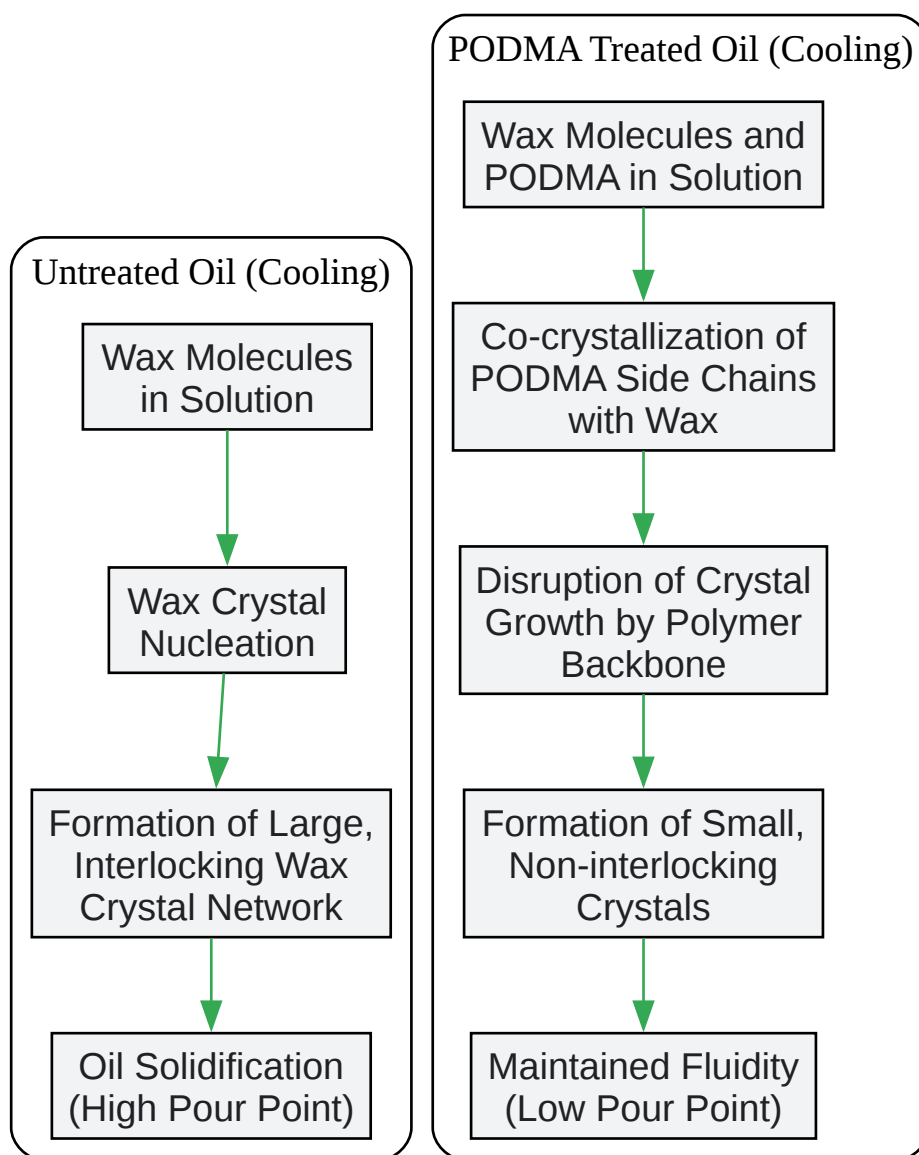 Untreated Oil (Cooling)
Wax Molecules
in Solution
Wax Crystal
Nucleation
Formation of Large,
Interlocking Wax
Crystal Network
Oil Solidification
(High Pour Point)
PODMA Treated Oil (Cooling)
Wax Molecules and
PODMA in Solution
Co-crystallization of
PODMA Side Chains
with Wax
Disruption of Crystal
Growth by Polymer
Backbone
Formation of Small,
Non-interlocking
Crystals
Maintained Fluidity
(Low Pour Point)